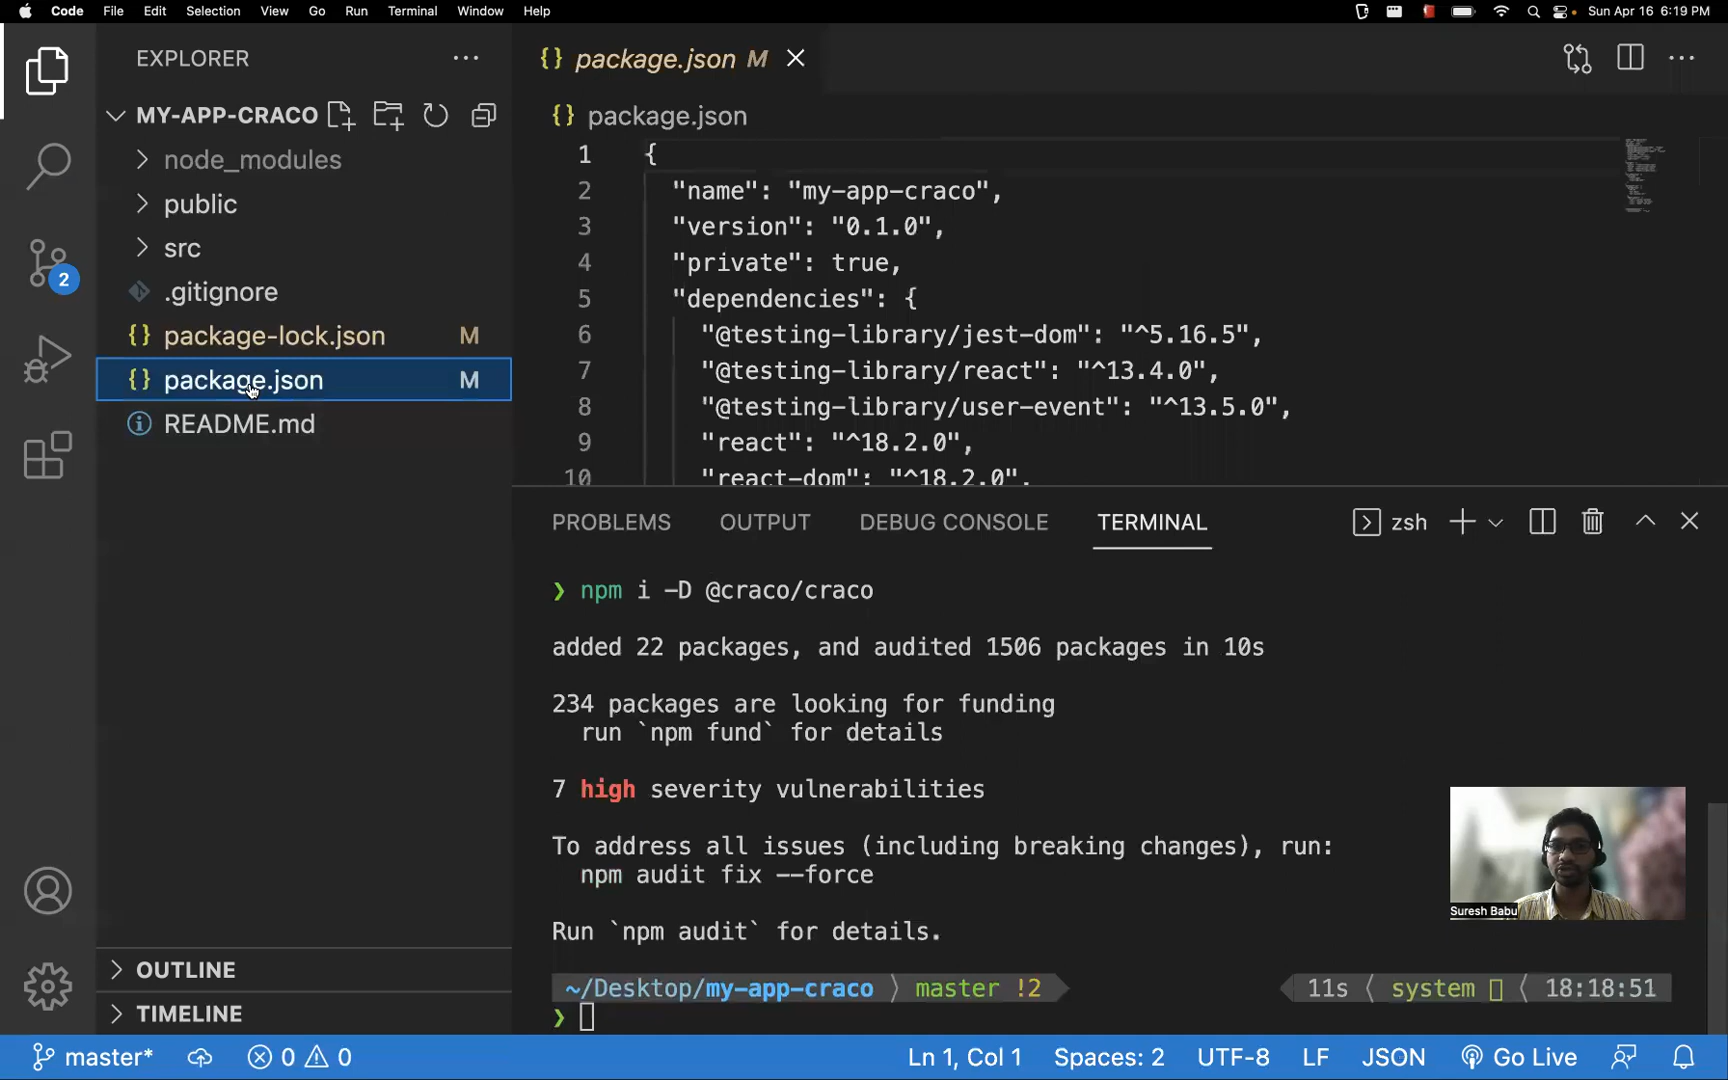 Code File Edit Selection View Go Run Terminal Window Help Sun Apr 16 6:19 PM
EXPLORER
MY-APP-CRACO
node_modules
public
src
.gitignore
package-lock.json M
package.json M
README.md
2
OUTLINE
TIMELINE
package.json M
package.json
1 {
2 "name": "my-app-craco",
3 "version": "0.1.0",
4 "private": true,
5 "dependencies": {
6 "@testing-library/jest-dom": "^5.16.5",
7 "@testing-library/react": "^13.4.0",
8 "@testing-library/user-event": "^13.5.0",
9 "react": "^18.2.0",
10 "react-dom": "^18.2.0",
PROBLEMS OUTPUT DEBUG CONSOLE TERMINAL zsh
❯ npm i -D @craco/craco
added 22 packages, and audited 1506 packages in 10s
234 packages are looking for funding
run `npm fund` for details
7 high severity vulnerabilities
To address all issues (including breaking changes), run:
npm audit fix --force
Run `npm audit` for details.
~/Desktop/my-app-craco master !2 11s system 18:18:51
❯
Suresh Babu
master* 0 0 Ln 1, Col 1 Spaces: 2 UTF-8 LF JSON Go Live